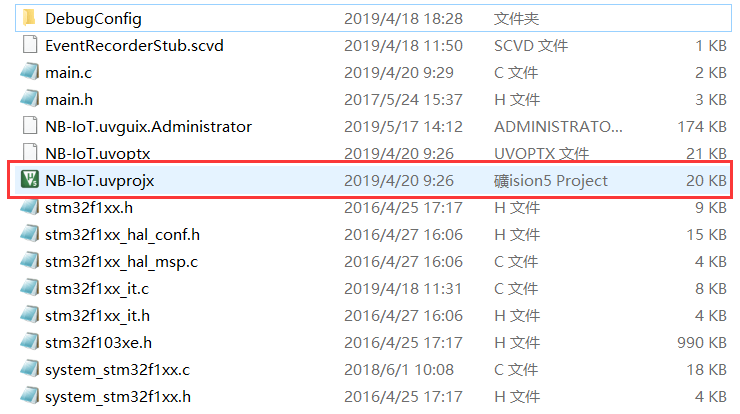 DebugConfig 2019/4/18 18:28 文件夹
EventRecorderStub.scvd 2019/4/18 11:50 SCVD 文件 1 KB
main.c 2019/4/20 9:29 C 文件 2 KB
main.h 2017/5/24 15:37 H 文件 3 KB
NB-IoT.uvguix.Administrator 2019/5/17 14:12 ADMINISTRATO... 174 KB
NB-IoT.uvoptx 2019/4/20 9:26 UVOPTX 文件 21 KB
NB-IoT.uvprojx 2019/4/20 9:26 礦ision5 Project 20 KB
stm32f1xx.h 2016/4/25 17:17 H 文件 9 KB
stm32f1xx_hal_conf.h 2016/4/27 16:06 H 文件 15 KB
stm32f1xx_hal_msp.c 2016/4/27 16:06 C 文件 4 KB
stm32f1xx_it.c 2019/4/18 11:31 C 文件 8 KB
stm32f1xx_it.h 2016/4/27 16:06 H 文件 4 KB
stm32f103xe.h 2016/4/25 17:17 H 文件 990 KB
system_stm32f1xx.c 2018/6/1 10:08 C 文件 18 KB
system_stm32f1xx.h 2016/4/25 17:17 H 文件 4 KB